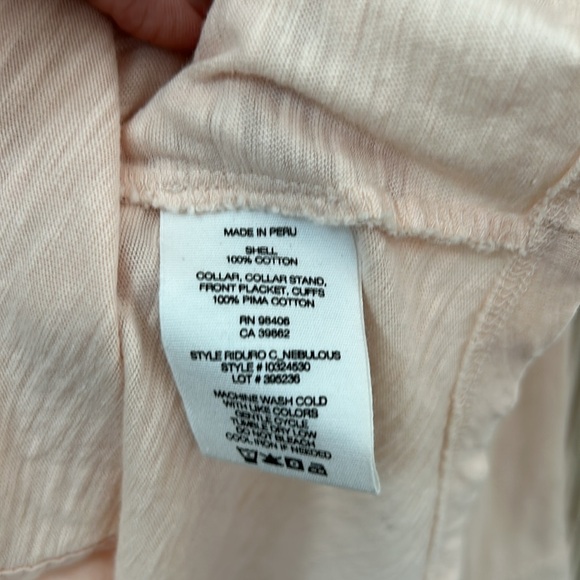 MADE IN PERU
SHELL
100% COTTON
COLLAR, COLLAR STAND,
FRONT PLACKET, CUFFS
100% PIMA COTTON
RN 98406
CA 39862
STYLE RIDURO C_NEBULOUS
STYLE # I0324530
LOT # 395236
MACHINE WASH COLD
WITH LIKE COLORS
GENTLE CYCLE
TUMBLE DRY LOW
DO NOT BLEACH
COOL IRON IF NEEDED